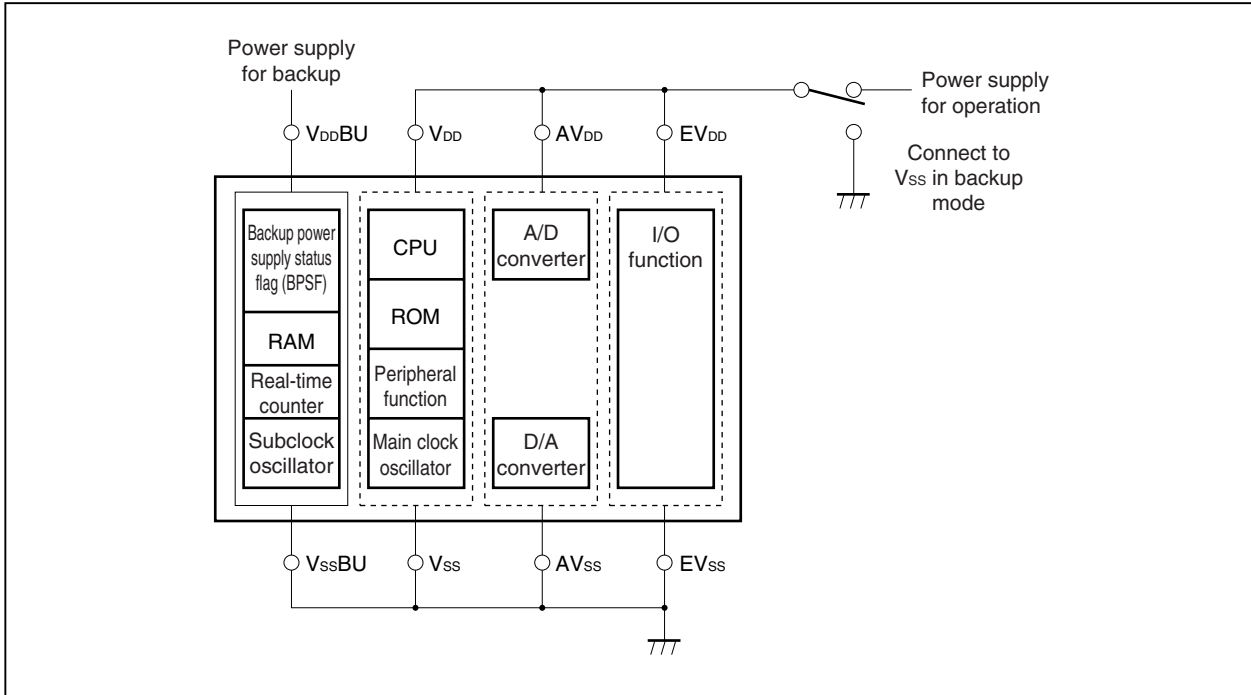 Power supply
for backup
Power supply
for operation
VDDBU
VDD
AVDD
EVDD
Connect to
VSS in backup
mode
Backup power
supply status
flag (BPSF)
RAM
Real-time
counter
Subclock
oscillator
CPU
ROM
Peripheral
function
Main clock
oscillator
A/D
converter
D/A
converter
I/O
function
VSSBU
VSS
AVSS
EVSS